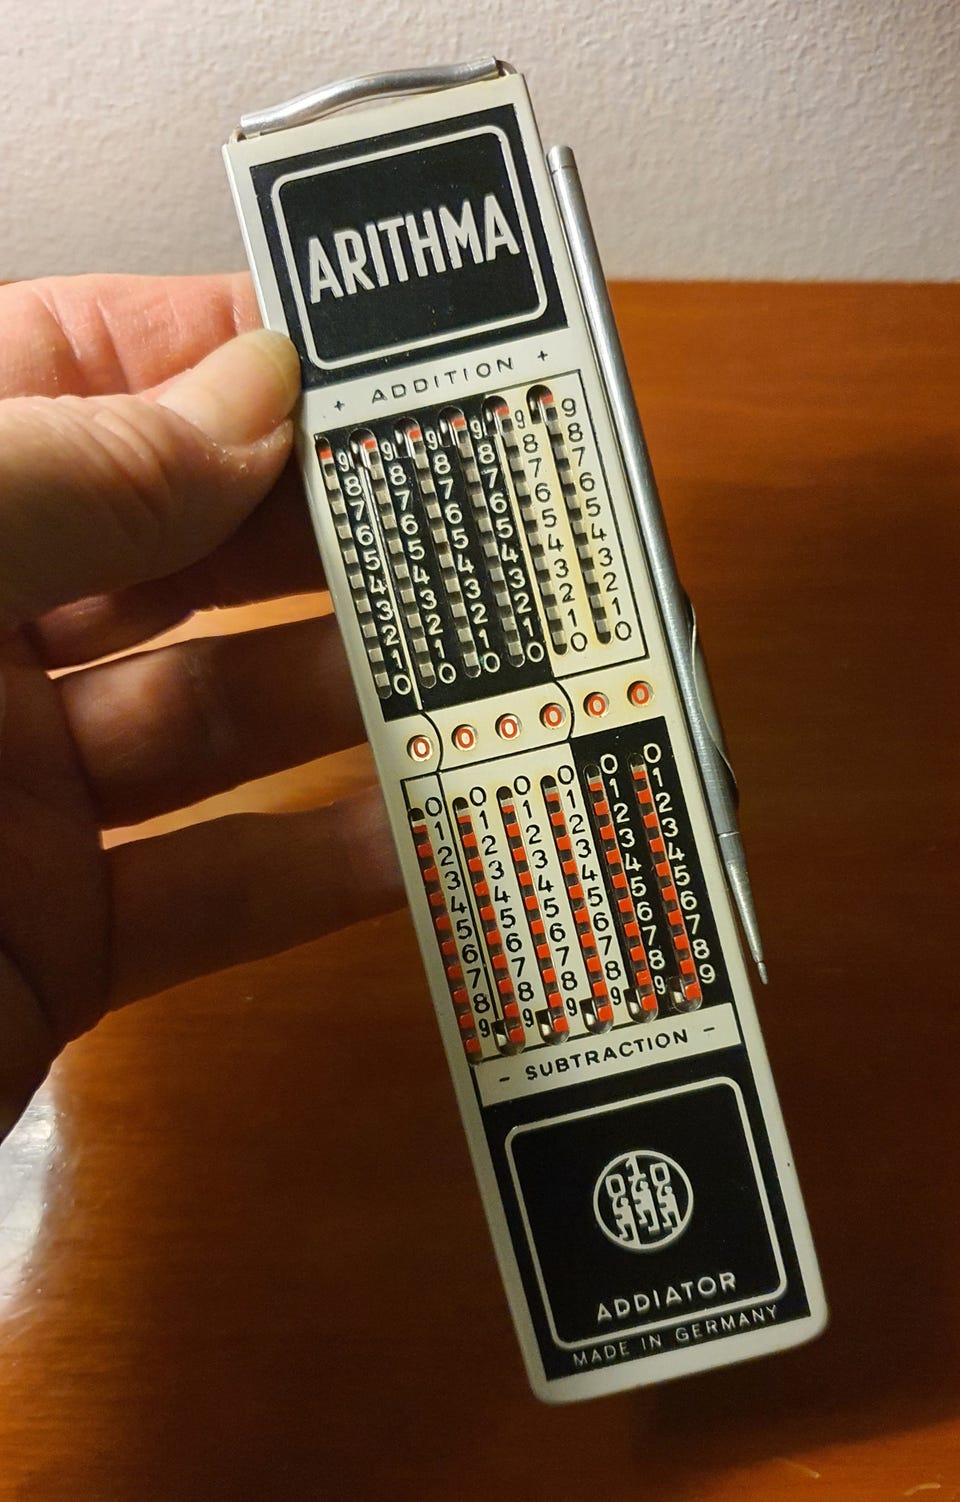 ARITHMA
+ ADDITION +
9 9 9 9 9 9
8 8 8 8 8 8
7 7 7 7 7 7
6 6 6 6 6 6
5 5 5 5 5 5
4 4 4 4 4 4
3 3 3 3 3 3
2 2 2 2 2 2
1 1 1 1 1 1
0 0 0 0 0 0
0 0 0 0 0 0
0 0 0 0 0 0
1 1 1 1 1 1
2 2 2 2 2 2
3 3 3 3 3 3
4 4 4 4 4 4
5 5 5 5 5 5
6 6 6 6 6 6
7 7 7 7 7 7
8 8 8 8 8 8
9 9 9 9 9 9
- SUBTRACTION -
ADDIATOR
MADE IN GERMANY